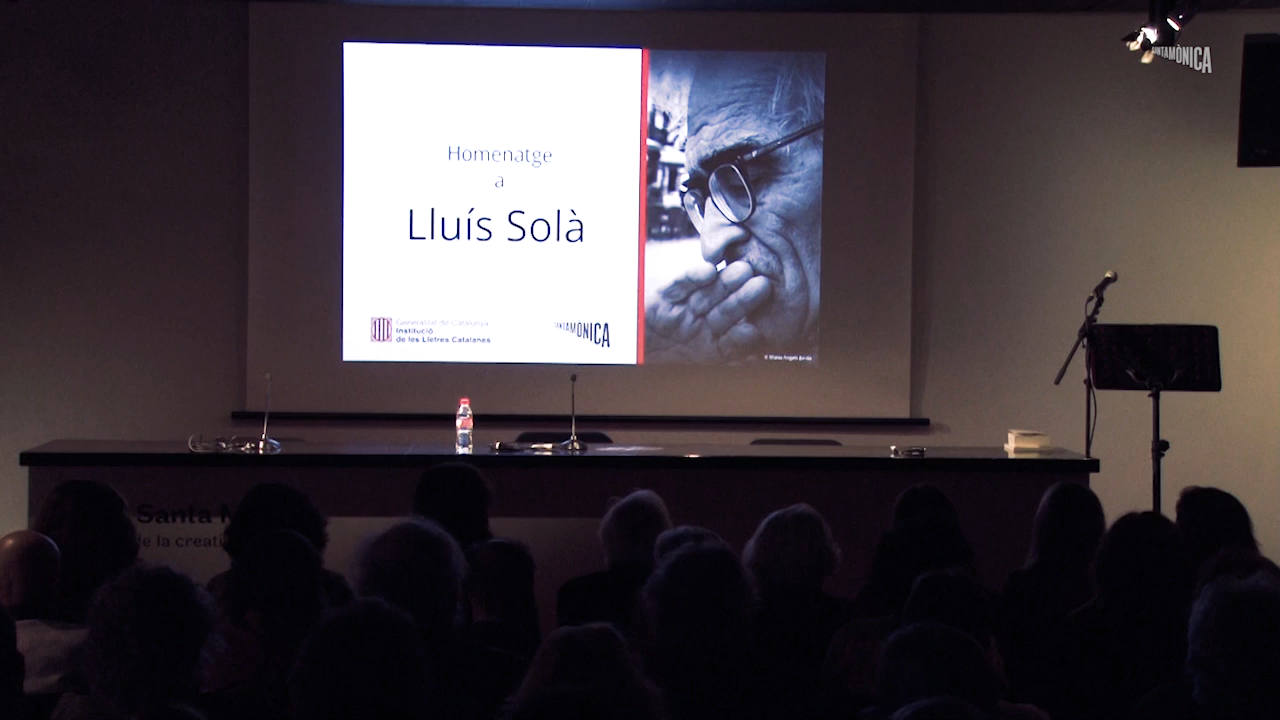 SANTAMÒNICA
Homenatge
a
Lluís Solà
Generalitat de Catalunya
Institució
de les Lletres Catalanes
SANTAMÒNICA
Santa
de la creati